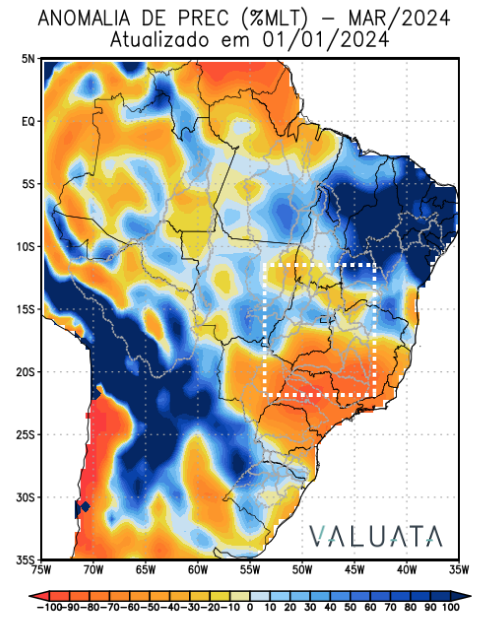 ANOMALIA DE PREC (%MLT) – MAR/2024
Atualizado em 01/01/2024
5N
EQ
5S
10S
15S
20S
25S
30S
35S
VALUATA
75W 70W 65W 60W 55W 50W 45W 40W 35W
-100 -90 -80 -70 -60 -50 -40 -30 -20 -10 0 10 20 30 40 50 60 70 80 90 100